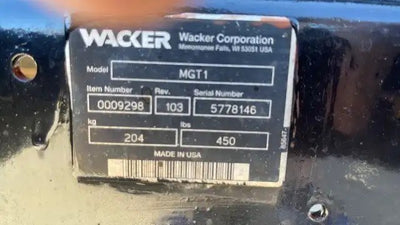 WACKER Wacker Corporation
Menomonee Falls, WI 53051 USA
Model MGT1
Item Number Rev. Serial Number
0009298 103 5778146
kg lbs
204 450
MADE IN USA